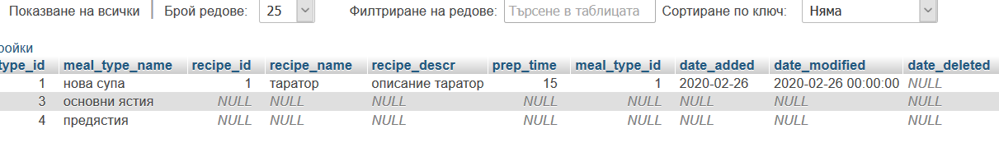 Показване на всички | Брой редове: 25 Филтриране на редове: Търсене в таблицата Сортиране по ключ: Няма
ройки
type_id meal_type_name recipe_id recipe_name recipe_descr prep_time meal_type_id date_added date_modified date_deleted
1 нова супа 1 таратор описание таратор 15 1 2020-02-26 2020-02-26 00:00:00 NULL
3 основни ястия NULL NULL NULL NULL NULL NULL NULL NULL
4 предястия NULL NULL NULL NULL NULL NULL NULL NULL